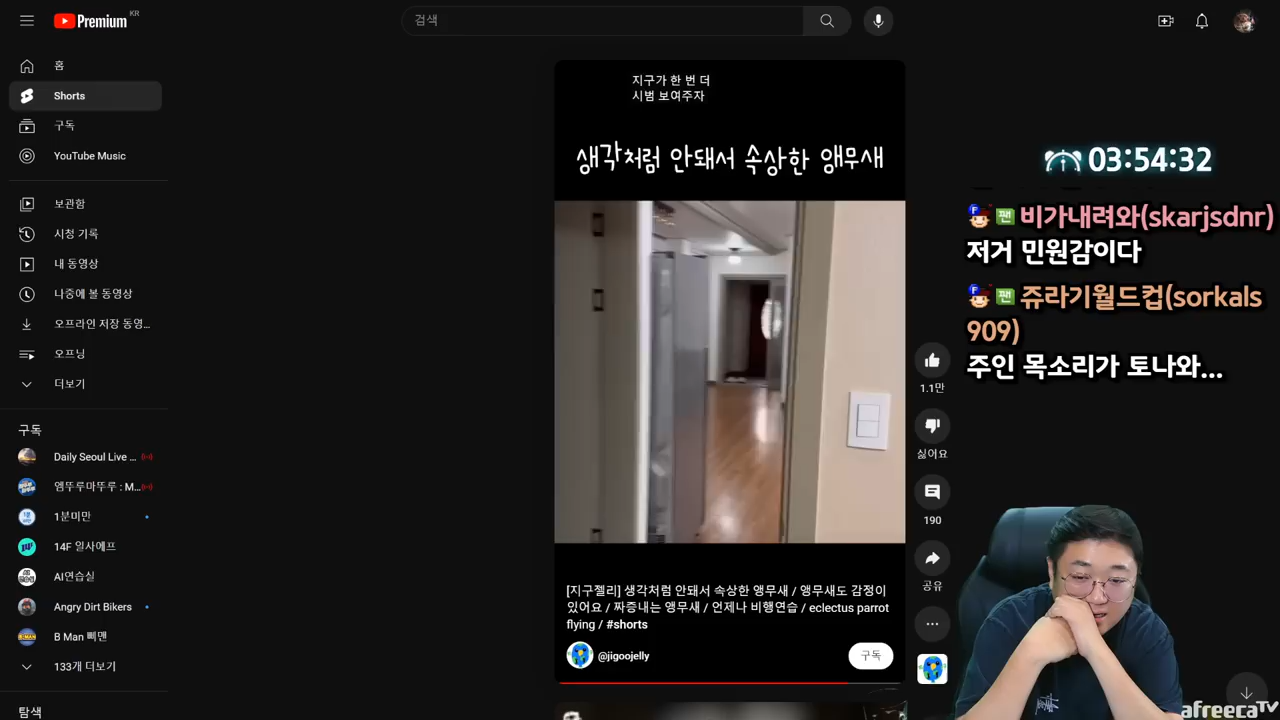 Premium KR
검색
홈
Shorts
구독
YouTube Music
보관함
시청 기록
내 동영상
나중에 볼 동영상
오프라인 저장 동영...
오프닝
더보기
구독
Daily Seoul Live ...
엠뚜루마뚜루 : M...
1분미만
14F 일사에프
AI연습실
Angry Dirt Bikers
B Man 삐맨
133개 더보기
탐색
지구가 한 번 더
시범 보여주자
생각처럼 안돼서 속상한 앵무새
[지구젤리] 생각처럼 안돼서 속상한 앵무새 / 앵무새도 감정이
있어요 / 짜증내는 앵무새 / 언제나 비행연습 / eclectus parrot
flying / #shorts
@jigoojelly
구독
1.1만
싫어요
190
공유
03:54:32
F 팬 비가내려와(skarjsdnr)
저거 민원감이다
F 팬 쥬라기월드컵(sorkals
909)
주인 목소리가 토나와...
afreecaTV